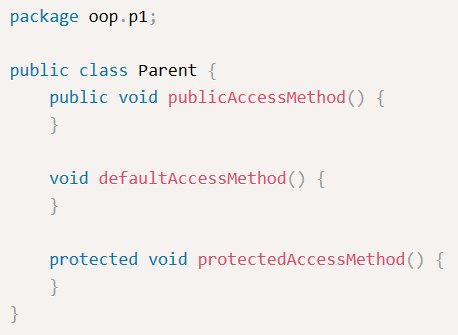 package oop.p1;
public class Parent {
public void publicAccessMethod() {
}
void defaultAccessMethod() {
}
protected void protectedAccessMethod() {
}
}